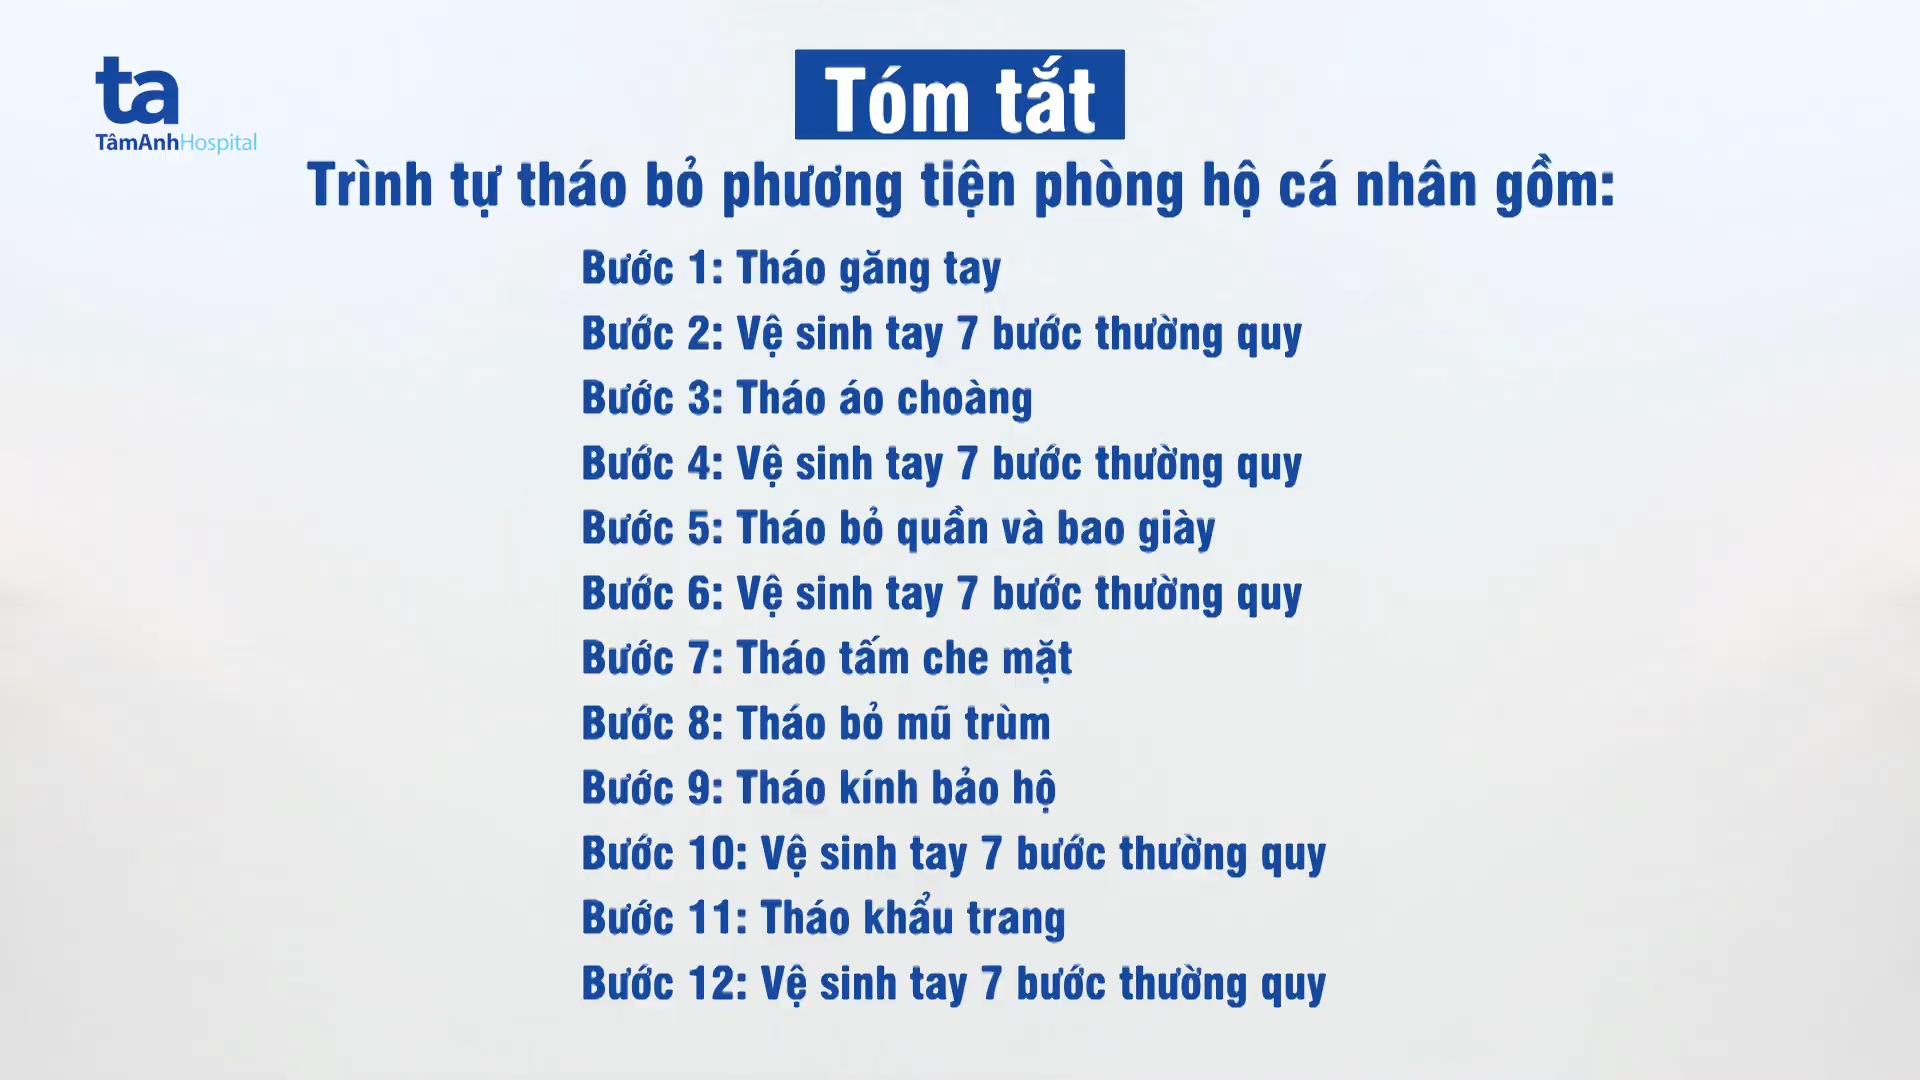 ta
TâmAnhHospital
Tóm tắt
Trình tự tháo bỏ phương tiện phòng hộ cá nhân gồm:
Bước 1: Tháo găng tay
Bước 2: Vệ sinh tay 7 bước thường quy
Bước 3: Tháo áo choàng
Bước 4: Vệ sinh tay 7 bước thường quy
Bước 5: Tháo bỏ quần và bao giày
Bước 6: Vệ sinh tay 7 bước thường quy
Bước 7: Tháo tấm che mặt
Bước 8: Tháo bỏ mũ trùm
Bước 9: Tháo kính bảo hộ
Bước 10: Vệ sinh tay 7 bước thường quy
Bước 11: Tháo khẩu trang
Bước 12: Vệ sinh tay 7 bước thường quy